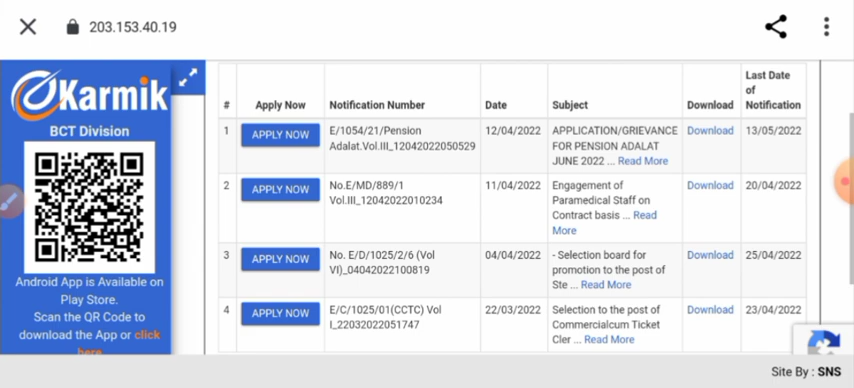 203.153.40.19
Karmik
BCT Division
Android App is Available on
Play Store.
Scan the QR Code to
download the App or click
here
# Apply Now Notification Number Date Subject Download Last Date
of
Notification
1 APPLY NOW E/1054/21/Pension
Adalat.Vol.III_12042022050529 12/04/2022 APPLICATION/GRIEVANCE
FOR PENSION ADALAT
JUNE 2022 ... Read More Download 13/05/2022
2 APPLY NOW No.E/MD/889/1
Vol.III_12042022010234 11/04/2022 Engagement of
Paramedical Staff on
Contract basis ... Read
More Download 20/04/2022
3 APPLY NOW No. E/D/1025/2/6 (Vol
VI)_04042022100819 04/04/2022 - Selection board for
promotion to the post of
Ste ... Read More Download 25/04/2022
4 APPLY NOW E/C/1025/01(CCTC) Vol
I_22032022051747 22/03/2022 Selection to the post of
Commercialcum Ticket
Cler ... Read More Download 23/04/2022
Site By : SNS